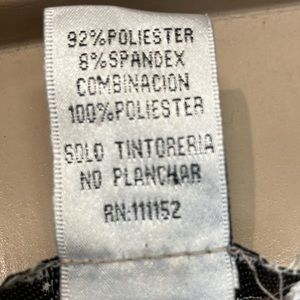 92%POLIESTER
8%SPANDEX
COMBINACION
100%POLIESTER
SOLO TINTORERIA
NO PLANCHAR
RN:111152